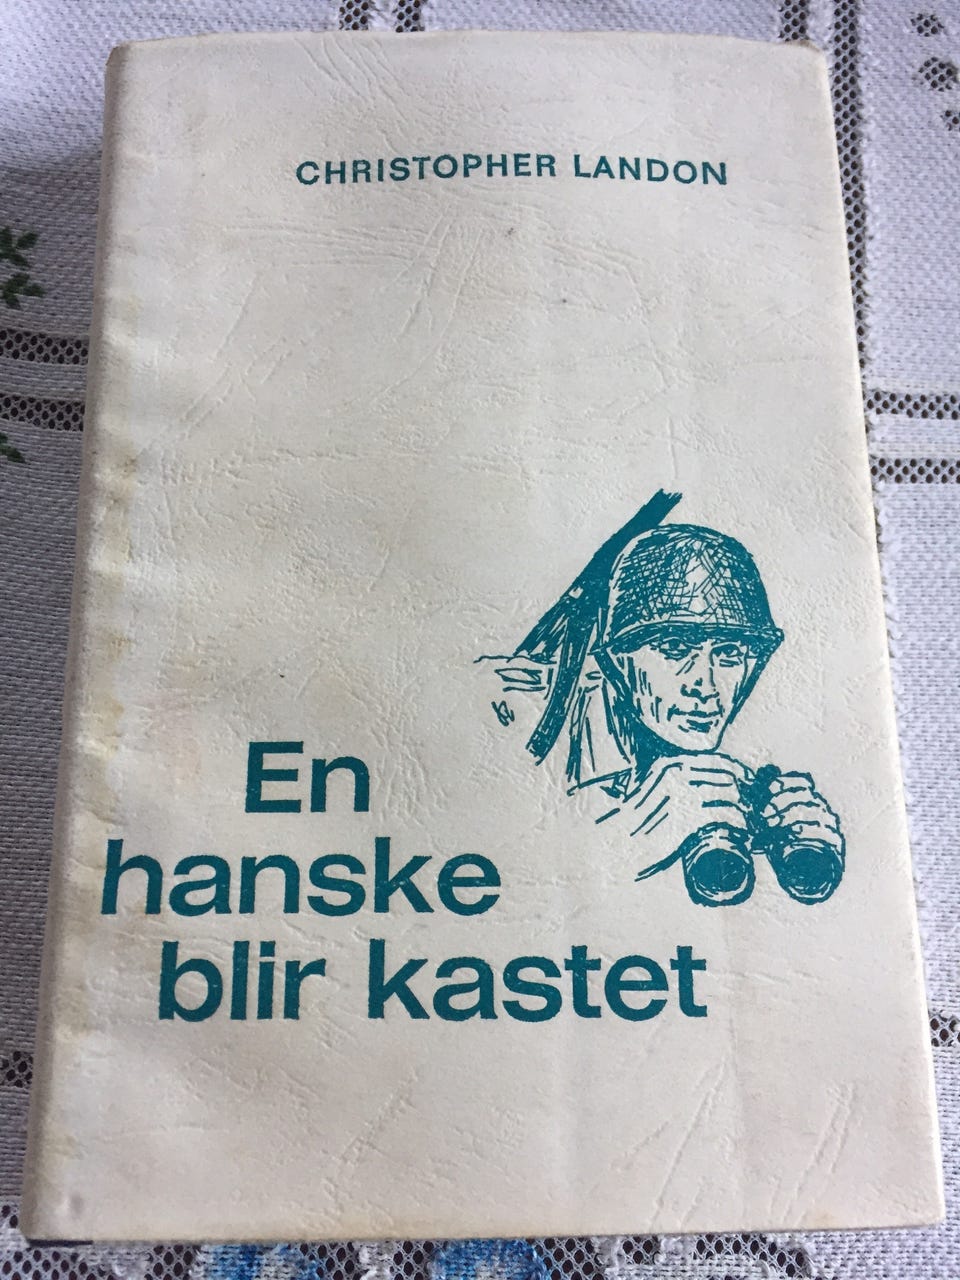 CHRISTOPHER LANDON
En
hanske
blir kastet